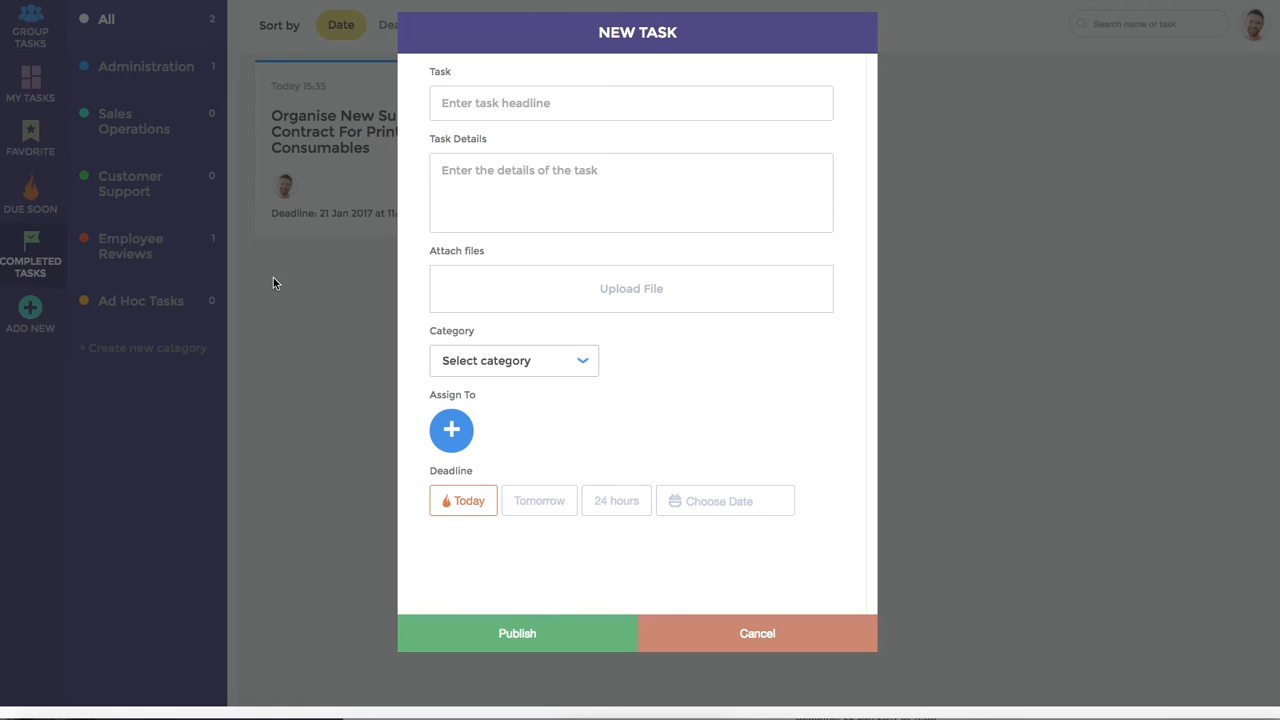 GROUP
TASKS
MY TASKS
FAVORITE
DUE SOON
COMPLETED
TASKS
ADD NEW
All 2
Administration 1
Sales
Operations 0
Customer
Support 0
Employee
Reviews 1
Ad Hoc Tasks 0
+ Create new category
Sort by Date
Search name or task
Today 15:35
Organise New
Contract For
Consumables
Deadline: 21 Jan 2017 at
NEW TASK
Task
Enter task headline
Task Details
Enter the details of the task
Attach files
Upload File
Category
Select category
Assign To
+
Deadline
Today Tomorrow 24 hours Choose Date
Publish Cancel